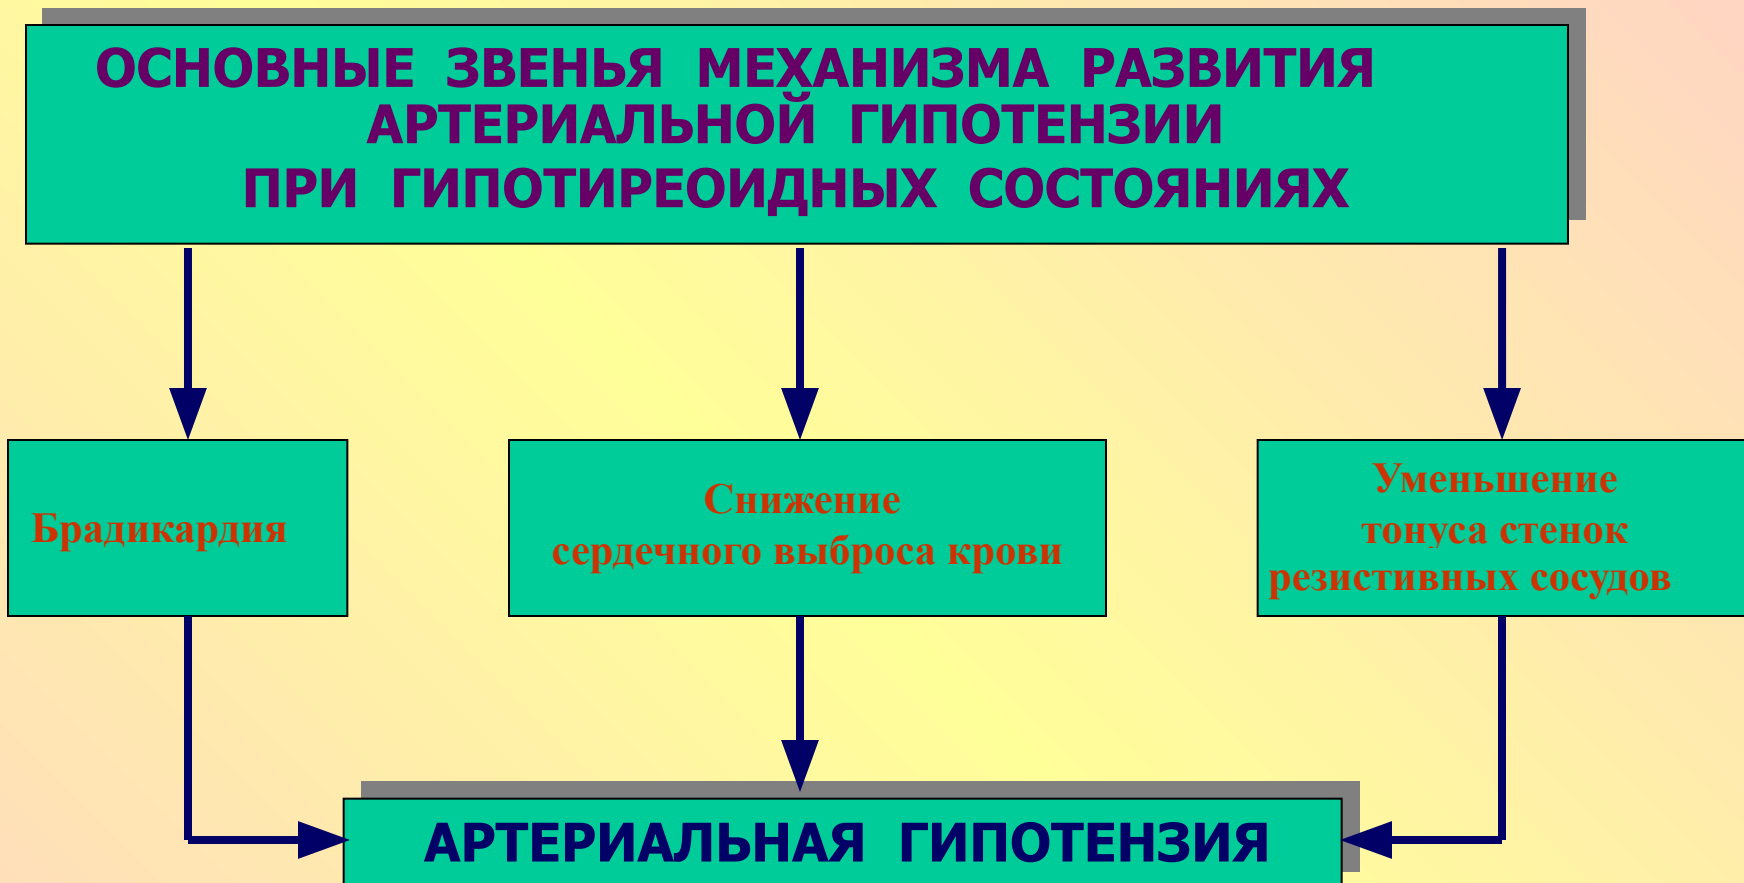 ОСНОВНЫЕ ЗВЕНЬЯ МЕХАНИЗМА РАЗВИТИЯ
АРТЕРИАЛЬНОЙ ГИПОТЕНЗИИ
ПРИ ГИПОТИРЕОИДНЫХ СОСТОЯНИЯХ
Брадикардия
Снижение
сердечного выброса крови
Уменьшение
тонуса стенок
резистивных сосудов
АРТЕРИАЛЬНАЯ ГИПОТЕНЗИЯ